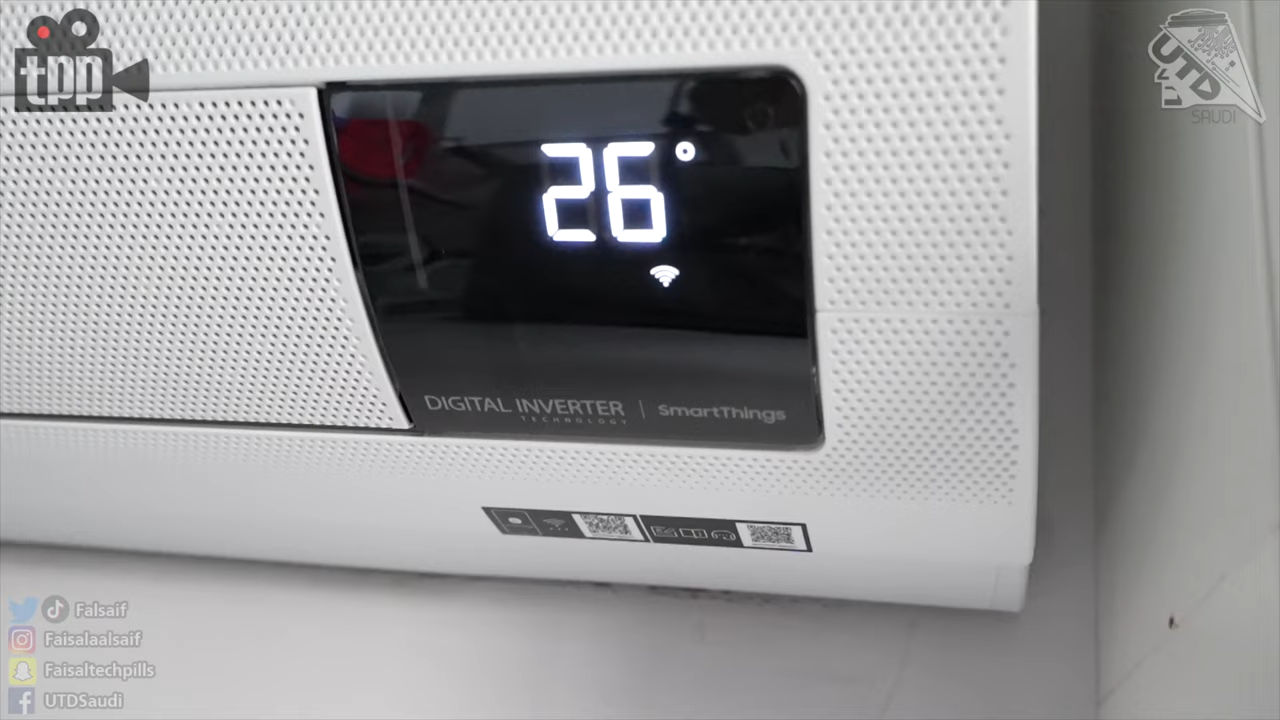 tpp
UTD
SAUDI
26°
DIGITAL INVERTER | SmartThings
TECHNOLOGY
Falsaif
Faisalaalsaif
Faisaltechpills
UTDSaudi